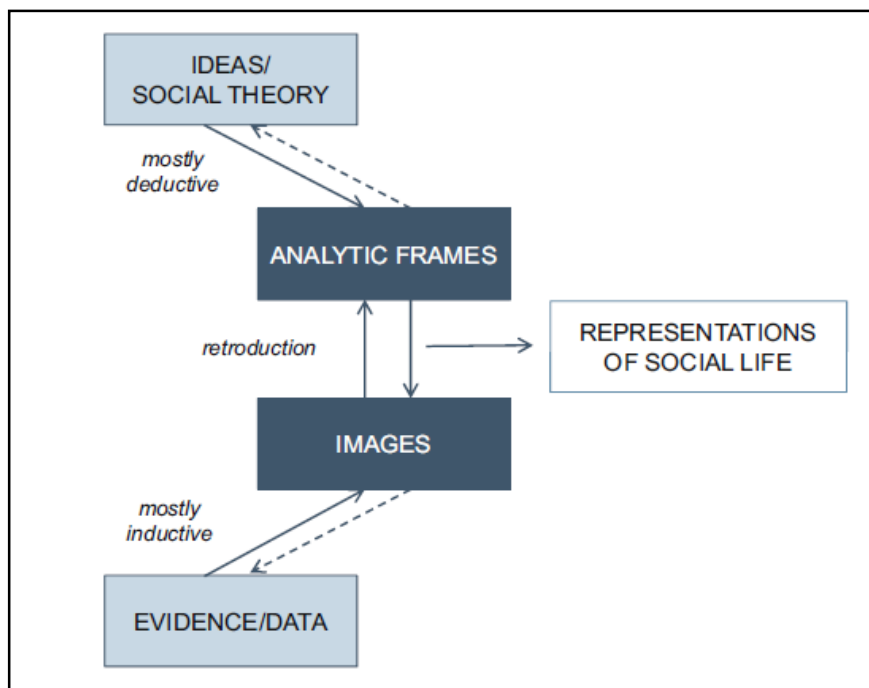 IDEAS/
SOCIAL THEORY
mostly
deductive
ANALYTIC FRAMES
retroduction
REPRESENTATIONS
OF SOCIAL LIFE
IMAGES
mostly
inductive
EVIDENCE/DATA